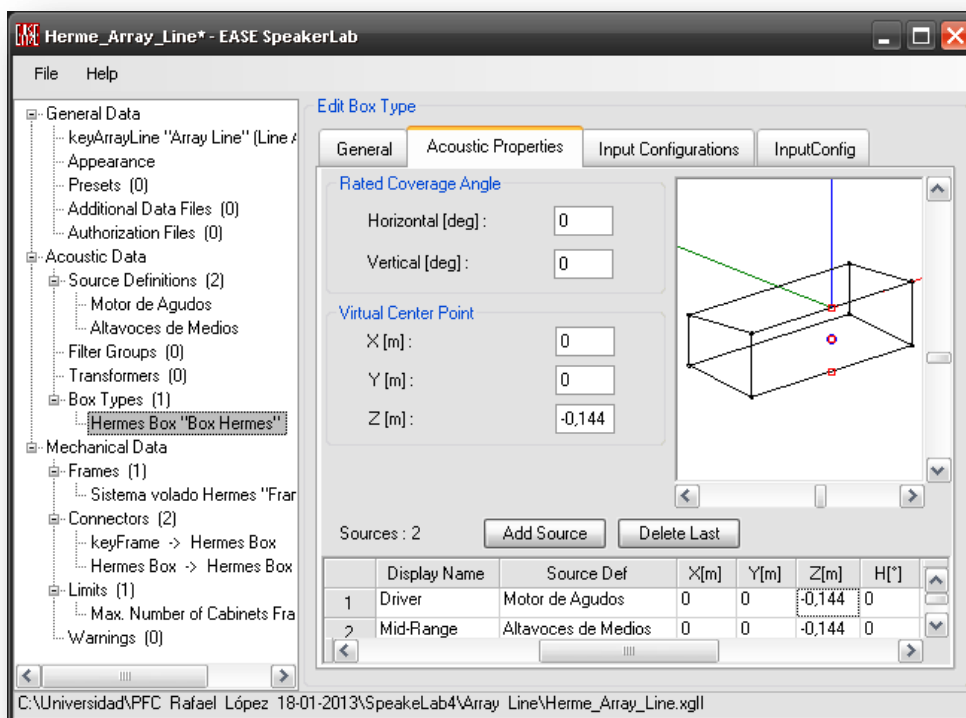 Herme_Array_Line* - EASE SpeakerLab
File Help
General Data
keyArrayLine "Array Line" (Line A
Appearance
Presets (0)
Additional Data Files (0)
Authorization Files (0)
Acoustic Data
Source Definitions (2)
Motor de Agudos
Altavoces de Medios
Filter Groups (0)
Transformers (0)
Box Types (1)
Hermes Box "Box Hermes"
Mechanical Data
Frames (1)
Sistema volado Hermes "Frar
Connectors (2)
keyFrame -> Hermes Box
Hermes Box -> Hermes Box
Limits (1)
Max. Number of Cabinets Fra
Warnings (0)
Edit Box Type
General Acoustic Properties Input Configurations InputConfig
Rated Coverage Angle
Horizontal [deg] : 0
Vertical [deg] : 0
Virtual Center Point
X [m] : 0
Y [m] : 0
Z [m] : -0,144
Sources : 2 Add Source Delete Last
Display Name Source Def X[m] Y[m] Z[m] H[°]
1 Driver Motor de Agudos 0 0 -0,144 0
2 Mid-Range Altavoces de Medios 0 0 -0,144 0
C:\Universidad\PFC Rafael López 18-01-2013\SpeakeLab4\Array Line\Herme_Array_Line.xgll